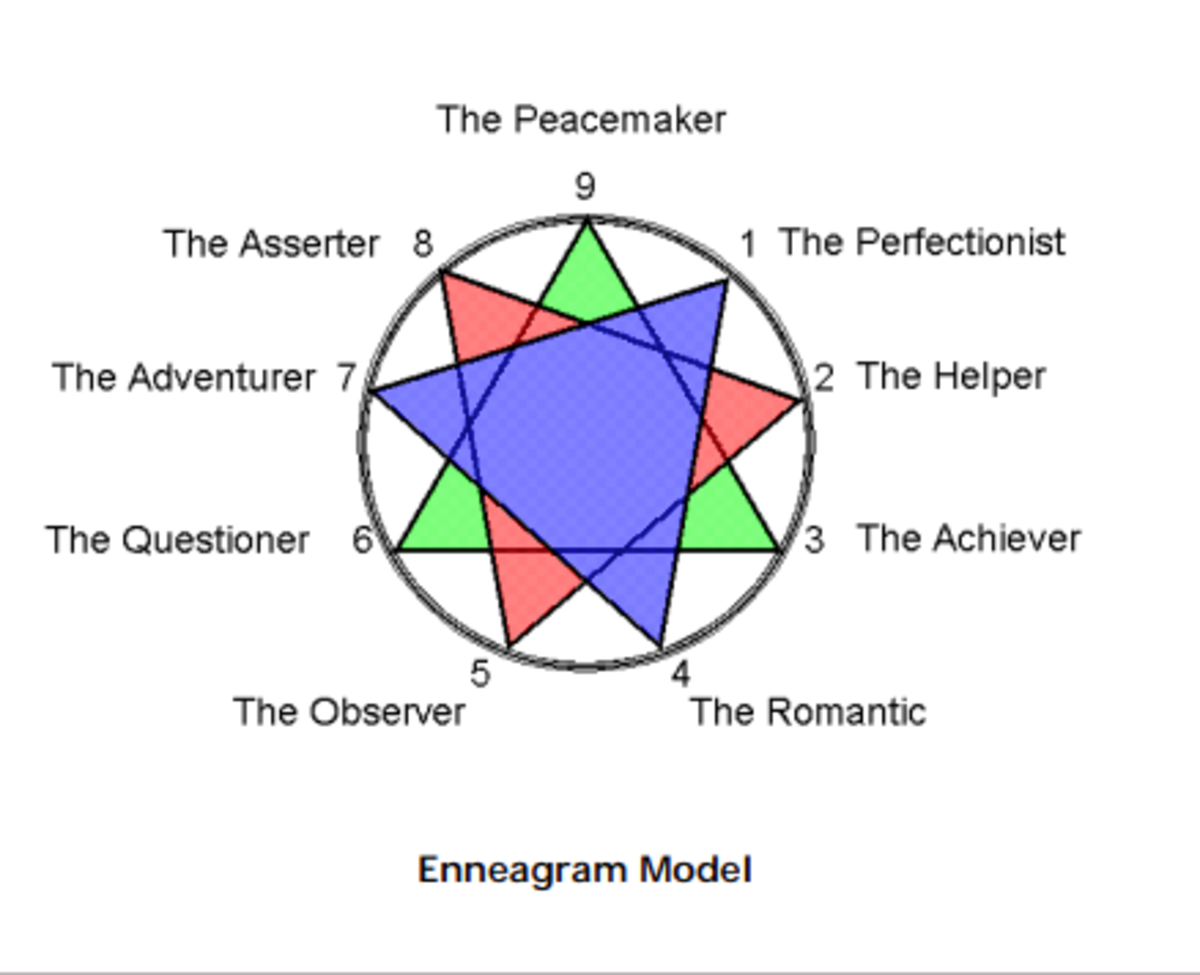 The Peacemaker
9
The Asserter 8
1 The Perfectionist
The Adventurer 7
2 The Helper
The Questioner 6
3 The Achiever
5
4
The Observer
The Romantic
Enneagram Model